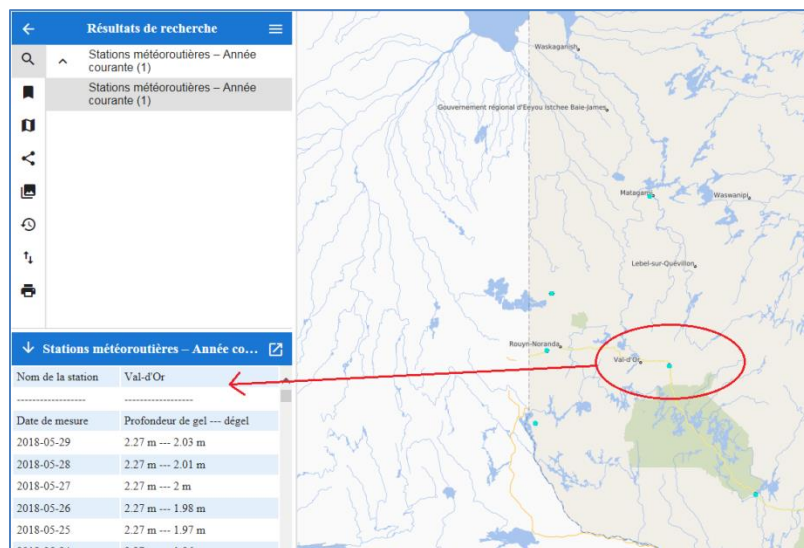 Résultats de recherche
Stations météoroutières – Année
courante (1)
Stations météoroutières – Année
courante (1)
Stations météoroutières – Année co...
Nom de la station Val-d'Or
------------------ ------------------
Date de mesure Profondeur de gel --- dégel
2018-05-29 2.27 m --- 2.03 m
2018-05-28 2.27 m --- 2.01 m
2018-05-27 2.27 m --- 2 m
2018-05-26 2.27 m --- 1.98 m
2018-05-25 2.27 m --- 1.97 m
Waskaganish
Gouvernement régional d'Eeyou Istchee Baie-James
Matagami
Waswanipi
Lebel-sur-Quévillon
Rouyn-Noranda
Val-d'Or